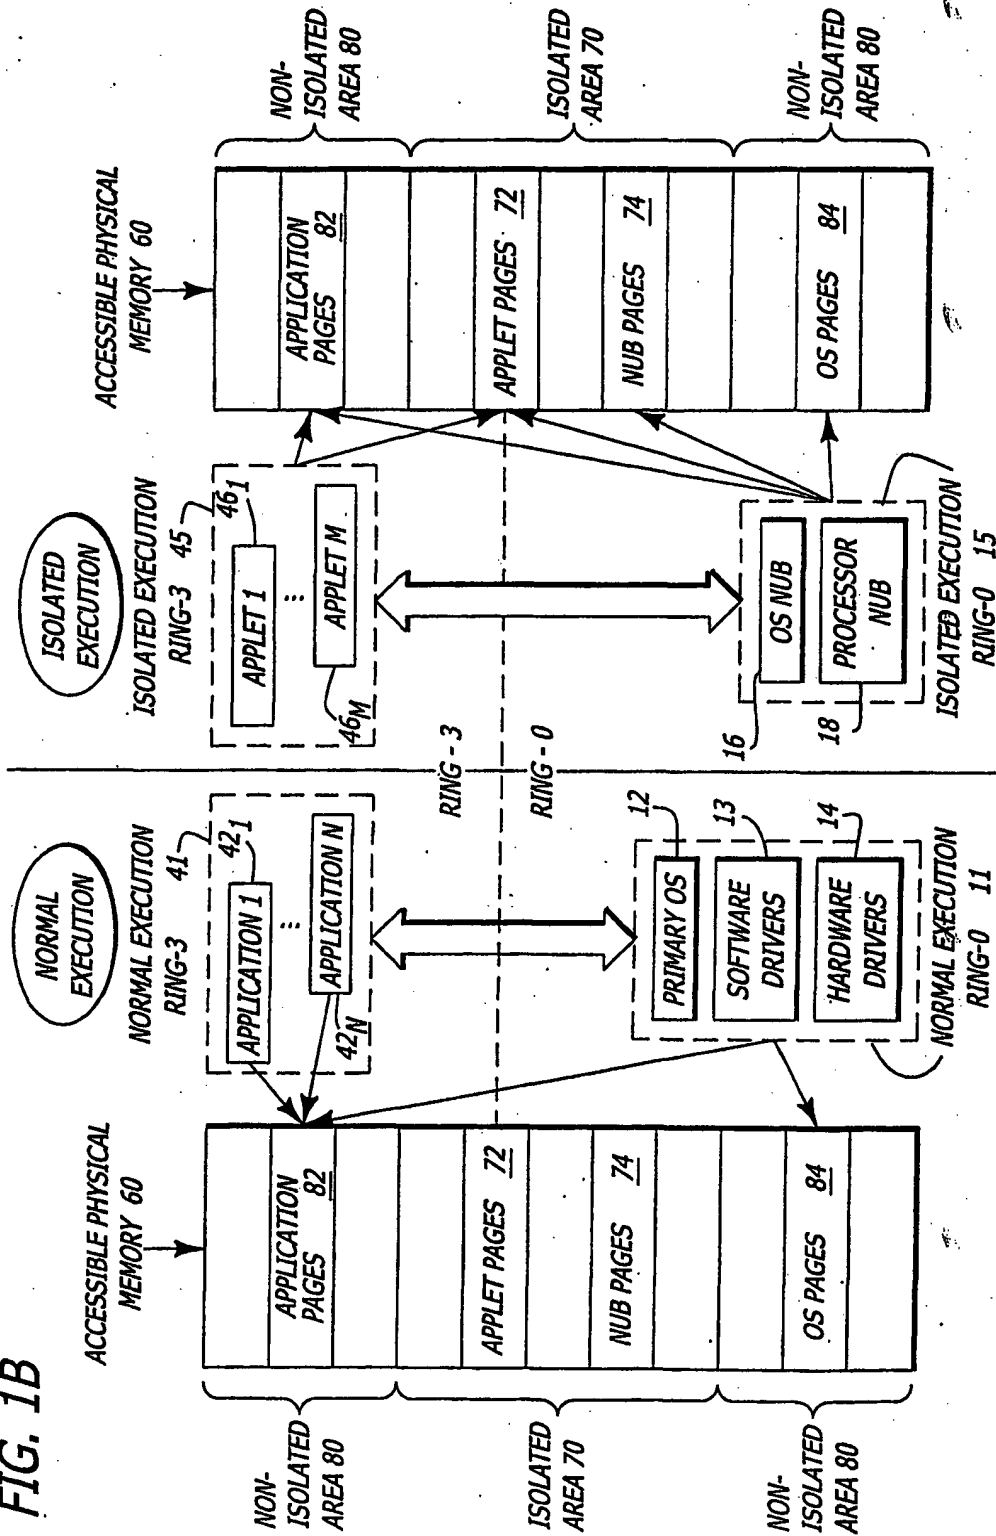 FIG. 1B
NORMAL
EXECUTION
ISOLATED
EXECUTION
ACCESSIBLE PHYSICAL
MEMORY 60
NON-
ISOLATED
AREA 80
ISOLATED
AREA 70
NON-
ISOLATED
AREA 80
APPLICATION
PAGES 82
APPLET PAGES 72
NUB PAGES 74
OS PAGES 84
NORMAL EXECUTION
RING-3 41
APPLICATION 1
42 1
...
APPLICATION N
42N
PRIMARY OS
12
SOFTWARE
DRIVERS
13
HARDWARE
DRIVERS
14
NORMAL EXECUTION
RING-0 11
RING - 3
RING - 0
ISOLATED EXECUTION
RING-3 45
APPLET 1
46 1
...
APPLET M
46M
OS NUB
16
PROCESSOR
NUB
18
ISOLATED EXECUTION
RING-0 15
ACCESSIBLE PHYSICAL
MEMORY 60
APPLICATION
PAGES 82
APPLET PAGES 72
NUB PAGES 74
OS PAGES 84
NON-
ISOLATED
AREA 80
ISOLATED
AREA 70
NON-
ISOLATED
AREA 80